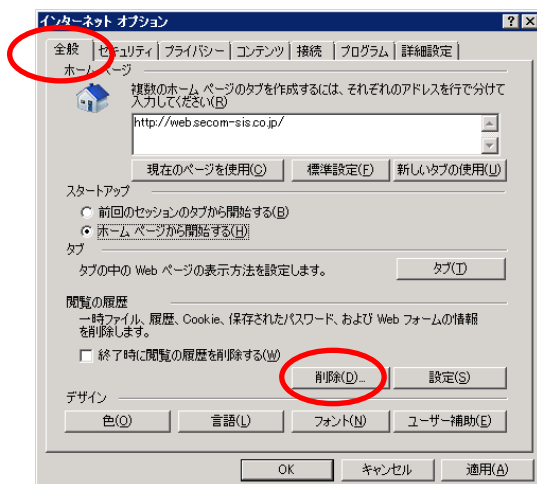 インターネット オプション
全般 セキュリティ プライバシー コンテンツ 接続 プログラム 詳細設定
ホーム ページ
複数のホーム ページのタブを作成するには、それぞれのアドレスを行で分けて
入力してください(R)
http://web.secom-sis.co.jp/
現在のページを使用(C) 標準設定(F) 新しいタブの使用(U)
スタートアップ
前回のセッションのタブから開始する(B)
ホーム ページから開始する(H)
タブ
タブの中の Web ページの表示方法を設定します。 タブ(T)
閲覧の履歴
一時ファイル、履歴、Cookie、保存されたパスワード、および Web フォームの情報
を削除します。
終了時に閲覧の履歴を削除する(W)
削除(D)... 設定(S)
デザイン
色(O) 言語(L) フォント(N) ユーザー補助(E)
OK キャンセル 適用(A)